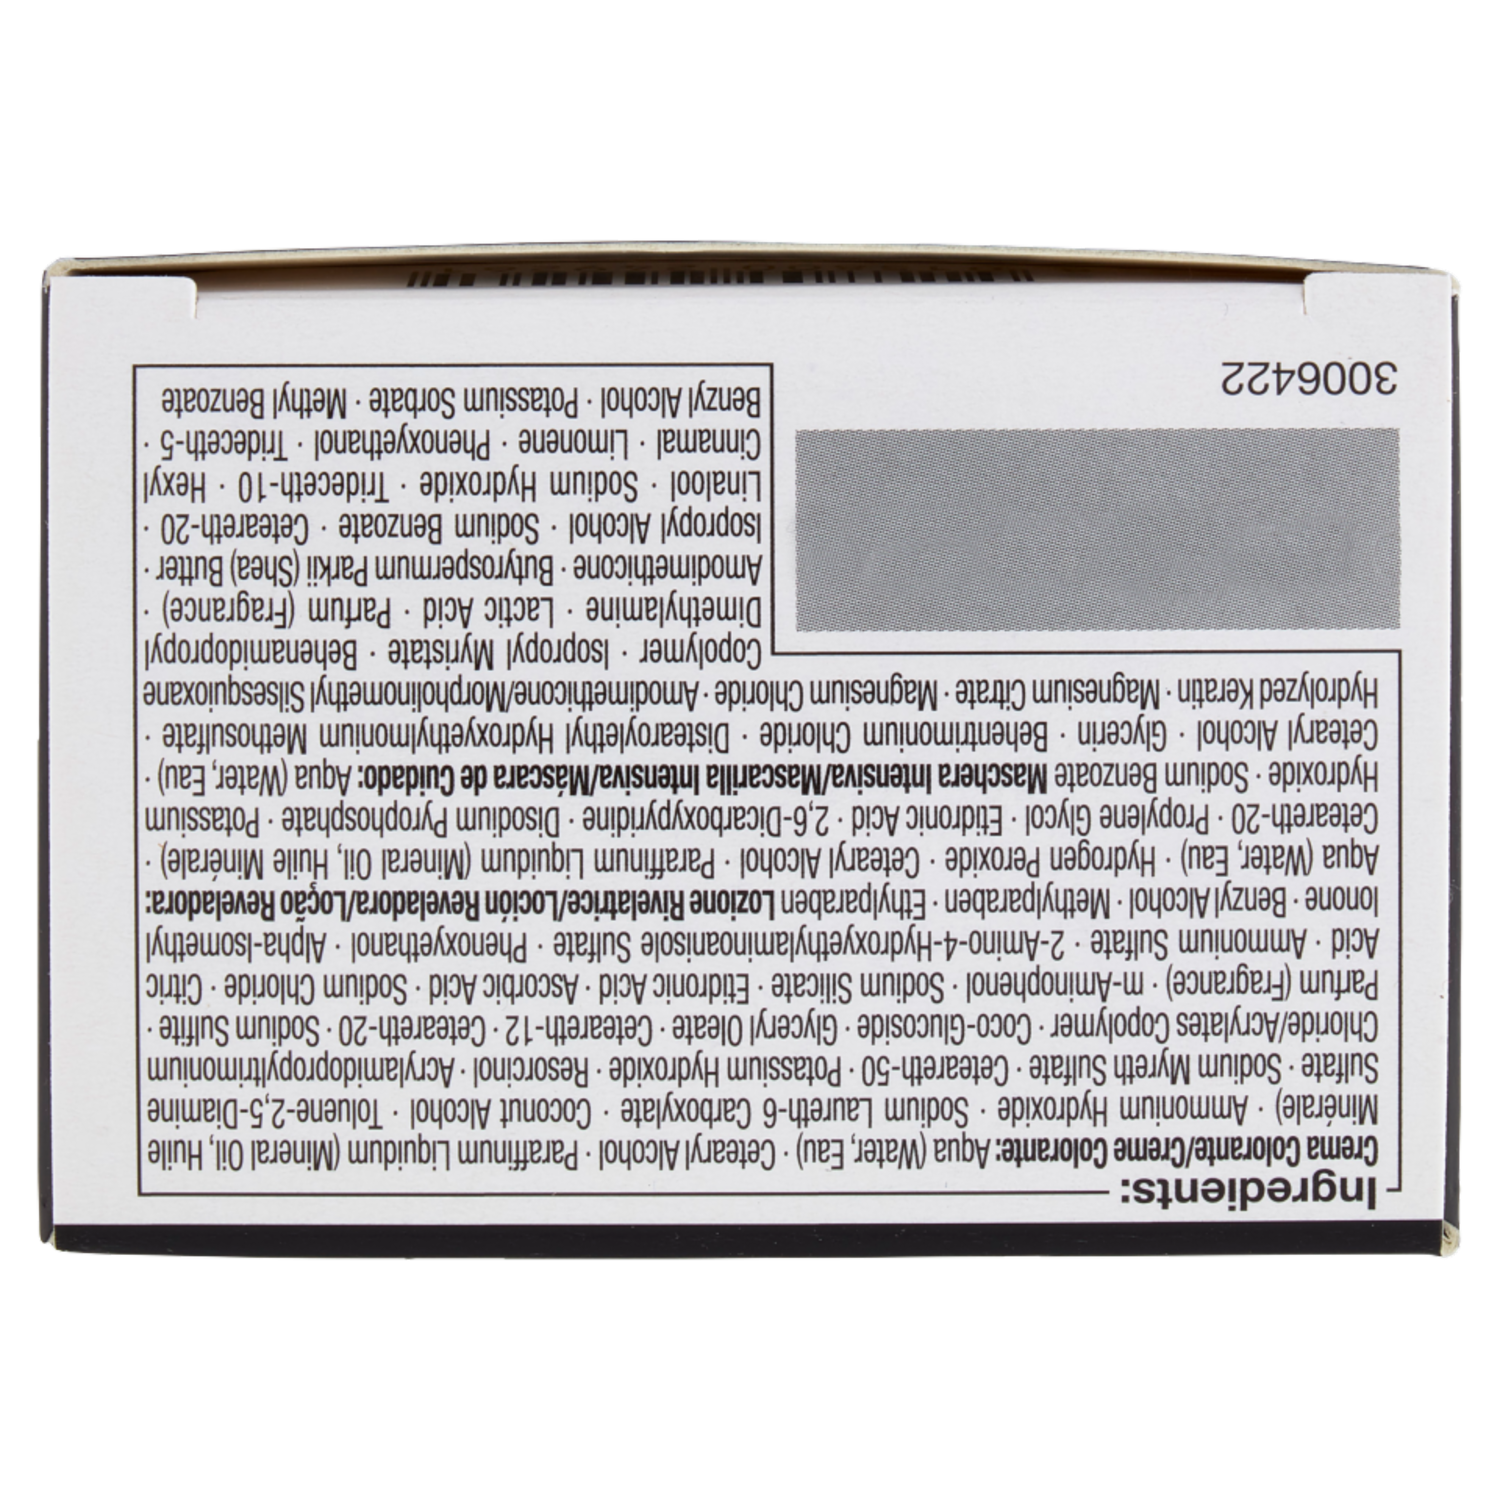 Ingredients:
Crema Colorante/Creme Colorante: Aqua (Water, Eau) · Cetearyl Alcohol · Paraffinum Liquidum (Mineral Oil, Huile
Minérale) · Ammonium Hydroxide · Sodium Laureth-6 Carboxylate · Coconut Alcohol · Toluene-2,5-Diamine
Sulfate · Sodium Myreth Sulfate · Ceteareth-50 · Potassium Hydroxide · Resorcinol · Acrylamidopropyltrimonium
Chloride/Acrylates Copolymer · Coco-Glucoside · Glyceryl Oleate · Ceteareth-12 · Ceteareth-20 · Sodium Sulfite ·
Parfum (Fragrance) · m-Aminophenol · Sodium Silicate · Etidronic Acid · Ascorbic Acid · Sodium Chloride · Citric
Acid · Ammonium Sulfate · 2-Amino-4-Hydroxyethylaminoanisole Sulfate · Phenoxyethanol · Alpha-Isomethyl
Ionone · Benzyl Alcohol · Methylparaben · Ethylparaben Lozione Rivelatrice/Loción Reveladora/Loção Reveladora:
Aqua (Water, Eau) · Hydrogen Peroxide · Cetearyl Alcohol · Paraffinum Liquidum (Mineral Oil, Huile Minérale) ·
Ceteareth-20 · Propylene Glycol · Etidronic Acid · 2,6-Dicarboxypyridine · Disodium Pyrophosphate · Potassium
Hydroxide · Sodium Benzoate Maschera Intensiva/Mascarilla Intensiva/Máscara de Cuidado: Aqua (Water, Eau) ·
Cetearyl Alcohol · Glycerin · Behentrimonium Chloride · Distearoylethyl Hydroxyethylmonium Methosulfate ·
Hydrolyzed Keratin · Magnesium Citrate · Magnesium Chloride · Amodimethicone/Morpholinomethyl Silsesquioxane
Copolymer · Isopropyl Myristate · Behenamidopropyl
Dimethylamine · Lactic Acid · Parfum (Fragrance) ·
Amodimethicone · Butyrospermum Parkii (Shea) Butter ·
Isopropyl Alcohol · Sodium Benzoate · Ceteareth-20 ·
Linalool · Sodium Hydroxide · Trideceth-10 · Hexyl
Cinnamal · Limonene · Phenoxyethanol · Trideceth-5 ·
Benzyl Alcohol · Potassium Sorbate · Methyl Benzoate
3006422